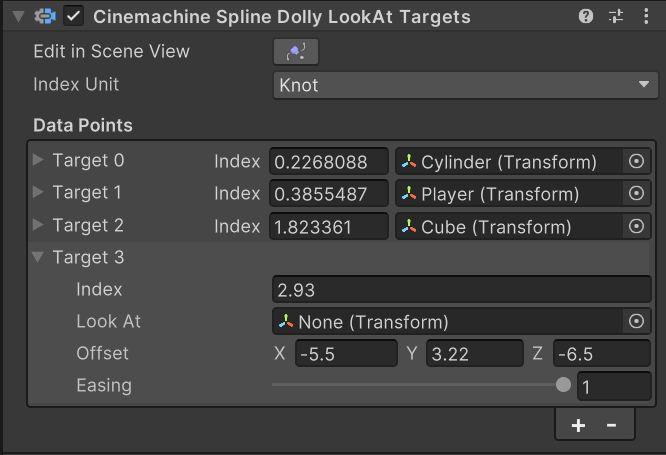 Cinemachine Spline Dolly LookAt Targets
Edit in Scene View
Index Unit Knot
Data Points
Target 0 Index 0.2268088 Cylinder (Transform)
Target 1 Index 0.3855487 Player (Transform)
Target 2 Index 1.823361 Cube (Transform)
Target 3
Index 2.93
Look At None (Transform)
Offset X -5.5 Y 3.22 Z -6.5
Easing 1
+ -